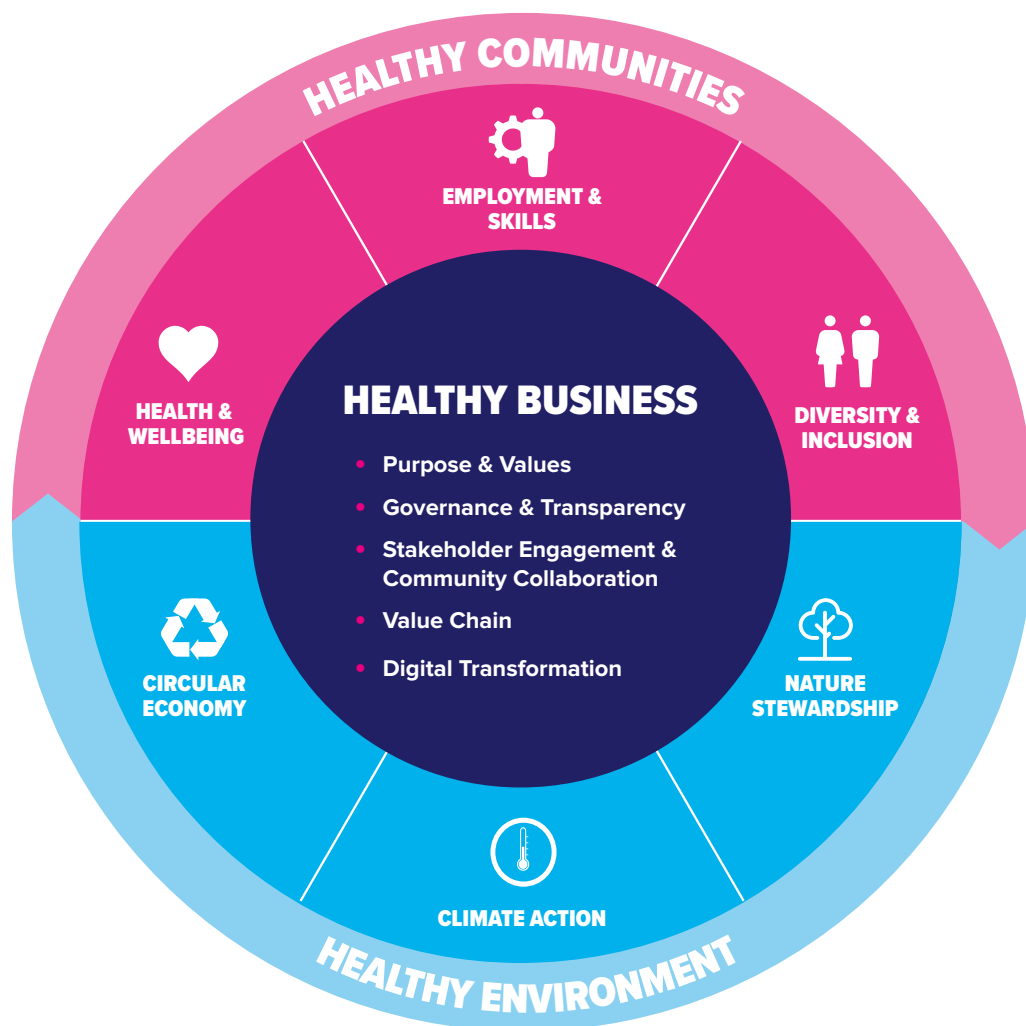 HEALTHY COMMUNITIES
EMPLOYMENT &
SKILLS
HEALTH &
WELLBEING
DIVERSITY &
INCLUSION
HEALTHY BUSINESS
• Purpose & Values
• Governance & Transparency
• Stakeholder Engagement &
Community Collaboration
• Value Chain
• Digital Transformation
CIRCULAR
ECONOMY
NATURE
STEWARDSHIP
CLIMATE ACTION
HEALTHY ENVIRONMENT